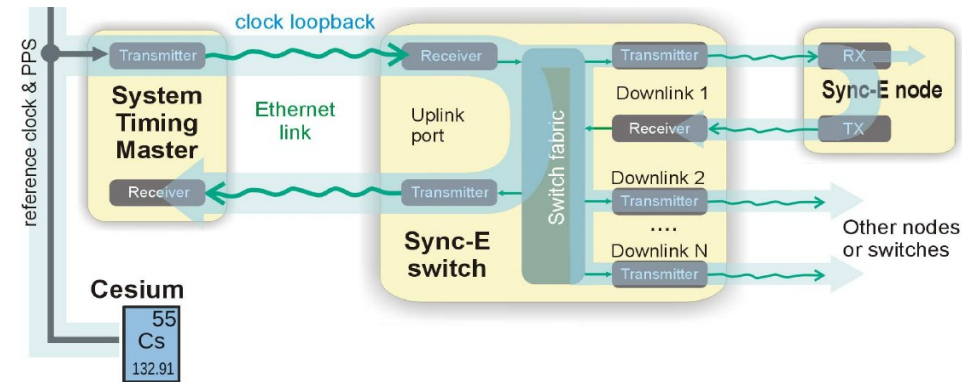 reference clock & PPS
clock loopback
Transmitter
System
Timing
Master
Receiver
Ethernet
link
Receiver
Uplink
port
Transmitter
Sync-E
switch
Switch fabric
Transmitter
Downlink 1
Receiver
Downlink 2
Transmitter
....
Downlink N
Transmitter
RX
Sync-E node
TX
Other nodes
or switches
Cesium
55
Cs
132.91